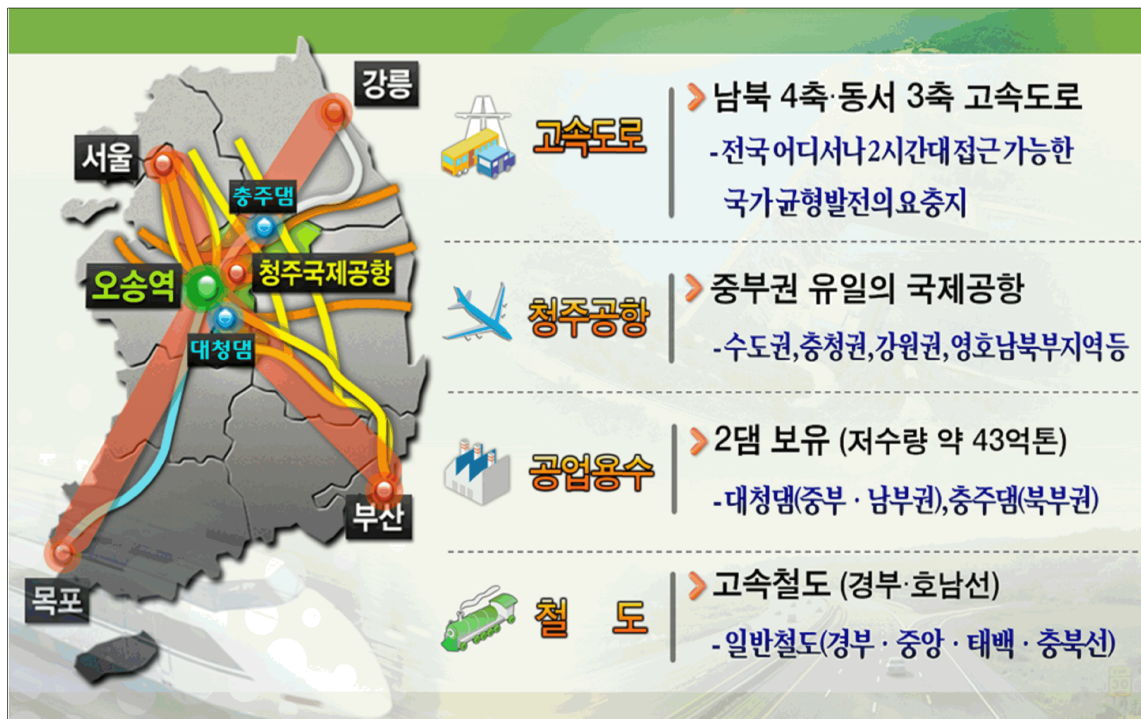 강릉
서울
충주댐
오송역
청주국제공항
대청댐
부산
목포
고속도로
남북 4축·동서 3축 고속도로
-전국 어디서나 2시간대 접근 가능한
국가 균형발전의 요충지
청주공항
중부권 유일의 국제공항
-수도권,충청권,강원권,영호남북부지역 등
공업용수
2댐 보유 (저수량 약 43억톤)
-대청댐(중부·남부권),충주댐(북부권)
철 도
고속철도 (경부·호남선)
-일반철도(경부·중앙·태백·충북선)